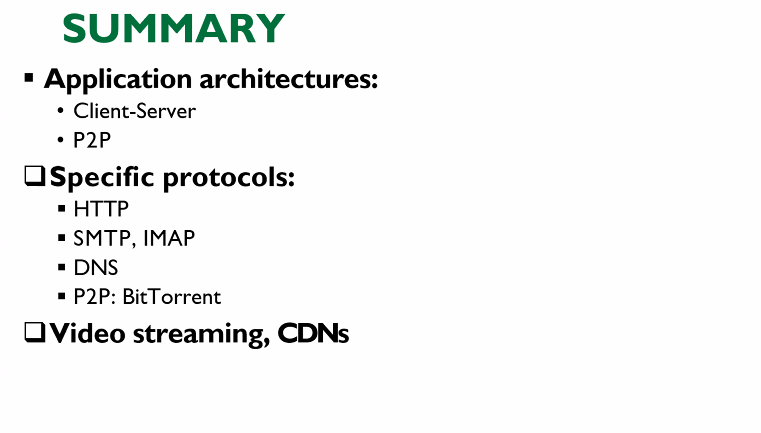 SUMMARY
▪ Application architectures:
• Client-Server
• P2P
❑Specific protocols:
▪ HTTP
▪ SMTP, IMAP
▪ DNS
▪ P2P: BitTorrent
❑Video streaming, CDNs